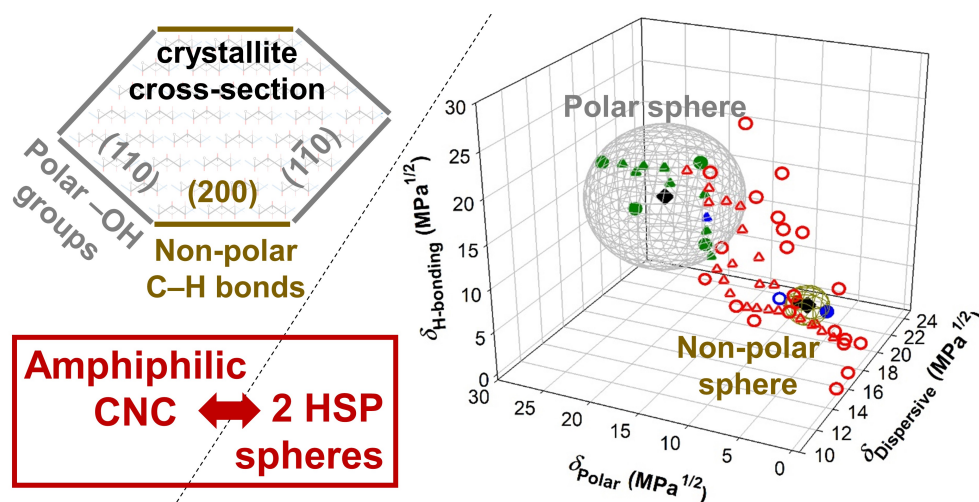 crystallite
cross-section
Polar –OH
groups
(110)
(200)
(11̄0)
Non-polar
C–H bonds
Amphiphilic
CNC
2 HSP
spheres
Polar sphere
Non-polar
sphere
δH-bonding (MPa1/2)
30
25
20
15
10
5
0
30
25
20
15
10
5
0
δPolar (MPa1/2)
10
12
14
16
18
20
22
24
δDispersive (MPa1/2)